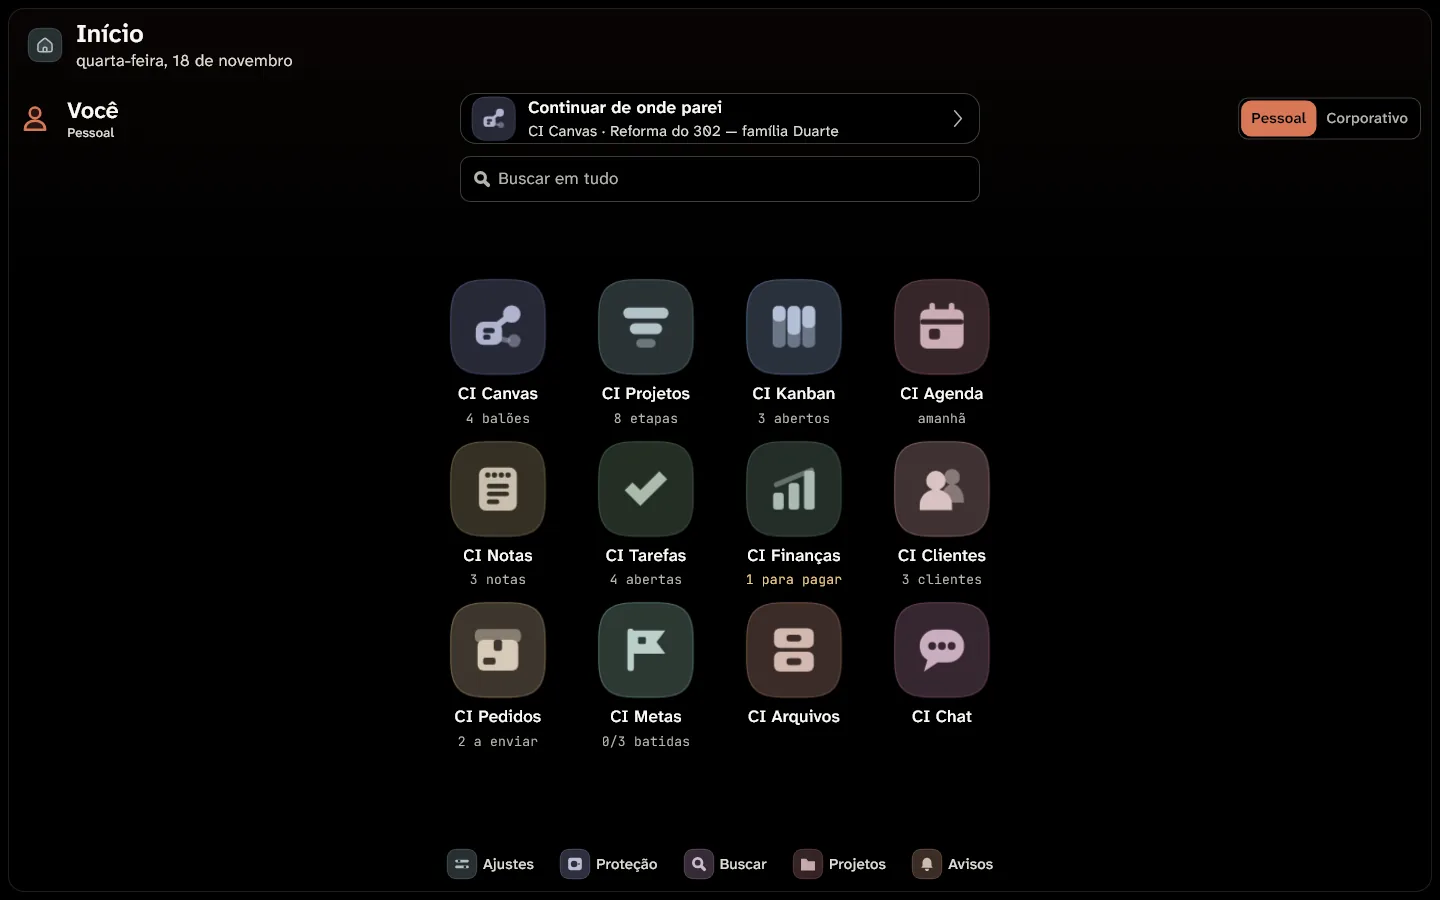 Início
quarta-feira, 18 de novembro
Você
Pessoal
Continuar de onde parei
CI Canvas · Reforma do 302 — família Duarte
Pessoal
Corporativo
Buscar em tudo
CI Canvas
4 balões
CI Projetos
8 etapas
CI Kanban
3 abertos
CI Agenda
amanhã
CI Notas
3 notas
CI Tarefas
4 abertas
CI Finanças
1 para pagar
CI Clientes
3 clientes
CI Pedidos
2 a enviar
CI Metas
0/3 batidas
CI Arquivos
CI Chat
Ajustes
Proteção
Buscar
Projetos
Avisos